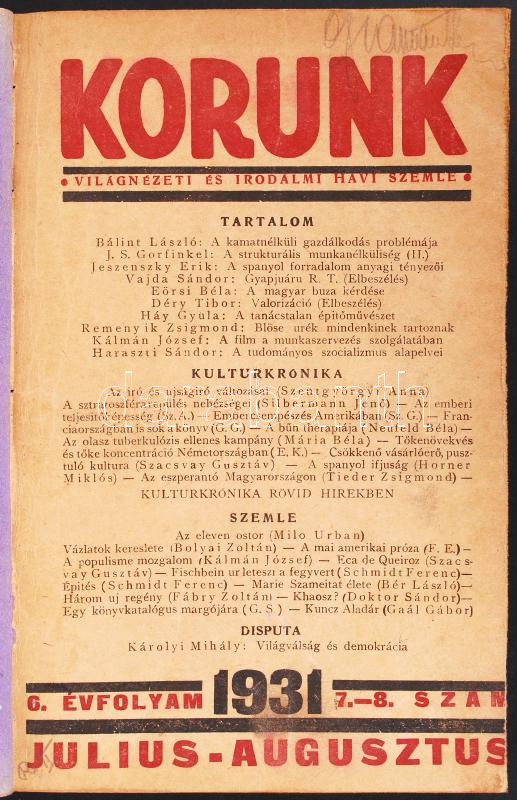 KORUNK
• VILÁGNÉZETI ÉS IRODALMI HAVI SZEMLE •
TARTALOM
Bálint László: A kamatnélküli gazdálkodás problémája
J. S. Gorfinkel: A strukturális munkanélküliség (II.)
Jeszenszky Erik: A spanyol forradalom anyagi tényezői
Vajda Sándor: Gyapjuáru R. T. (Elbeszélés)
Eörsi Béla: A magyar buza kérdése
Déry Tibor: Valorizáció (Elbeszélés)
Háy Gyula: A tanácstalan épitőművészet
Remenyik Zsigmond: Blöse urék mindenkinek tartoznak
Kálmán József: A film a munkaszervezés szolgálatában
Haraszti Sándor: A tudományos szocializmus alapelvei
KULTURKRONIKA
Az iró és ujságiró változásai (Szentgyörgyi Anna)
A sztratoszférarepülés nehézségei (Silbermann Jenő) — Az emberi
teljesitőképesség (Sz. A.) — Embercsempészés Amerikában (Sz. G.) — Fran-
ciaországban is sok a könyv (G. G.) — A bűn therápiája (Neufeld Béla) —
Az olasz tuberkulózis ellenes kampány (Mária Béla) — Tőkenövekvés
és tőke koncentráció Németországban (E. K.) — Csökkenő vásárlóerő, pusz-
tuló kultura (Szacsvay Gusztáv) — A spanyol ifjuság (Horner
Miklós) — Az eszperantó Magyarországon (Tieder Zsigmond) —
KULTURKRÓNIKA RÖVID HIREKBEN
SZEMLE
Az eleven ostor (Milo Urban)
Vázlatok kereslete (Bolyai Zoltán) — A mai amerikai próza (F. E.) —
A populisme mozgalom (Kálmán József) — Eca de Queiroz (Szacs-
vay Gusztáv) — Fischbein ur leteszi a fegyvert (Schmidt Ferenc) —
Épités (Schmidt Ferenc) — Marie Szameitat élete (Bér László) —
Három uj regény (Fábry Zoltán) — Khaosz? (Doktor Sándor) —
Egy könyvkatalógus margójára (G. S.) — Kuncz Aladár (Gaál Gábor)
DISPUTA
Károlyi Mihály: Világválság és demokrácia
6. ÉVFOLYAM 1931 7.—8. SZÁM
JULIUS-AUGUSZTUS